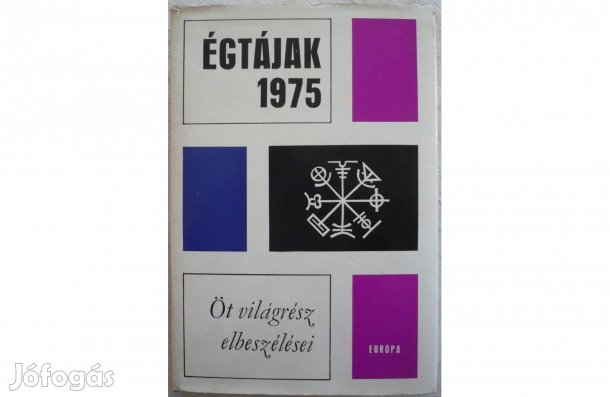 ÉGTÁJAK
1975
Öt világrész
elbeszélései
EURÓPA
Jófogás